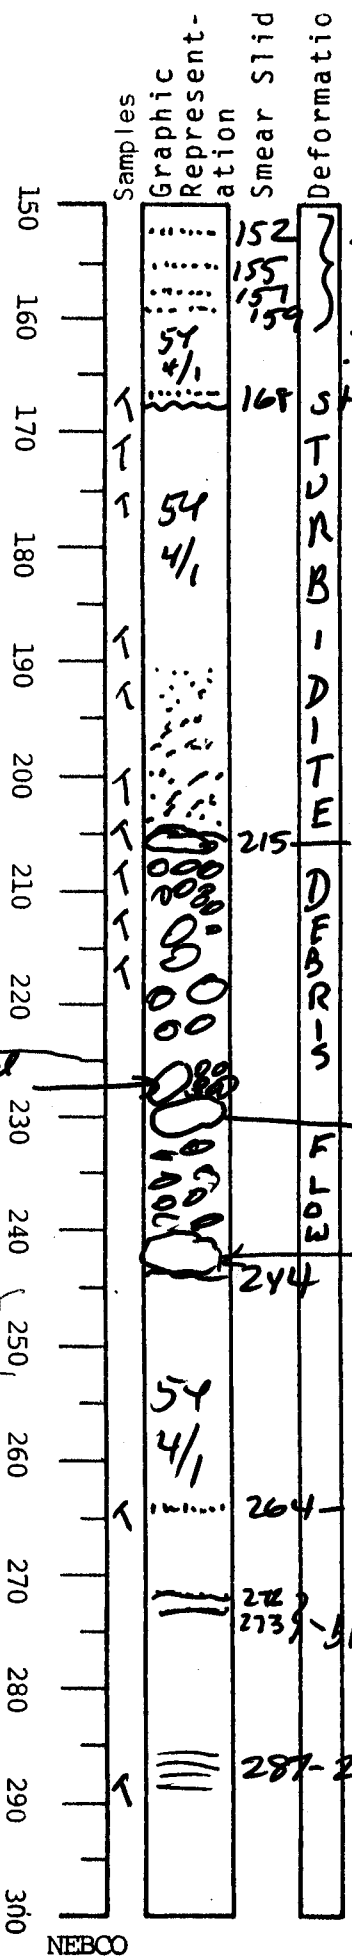 Samples
Graphic
Represent-
ation
Smear Slid
Deformatio
150
152
155
157
159
160
5Y
4/1
168
170
5Y
4/1
180
190
200
TURBIDITE
215
210
DEBRIS
220
230
FLOW
240
244
250
5Y
4/1
260
264
270
272
273
280
287-2
290
300
NEBCO